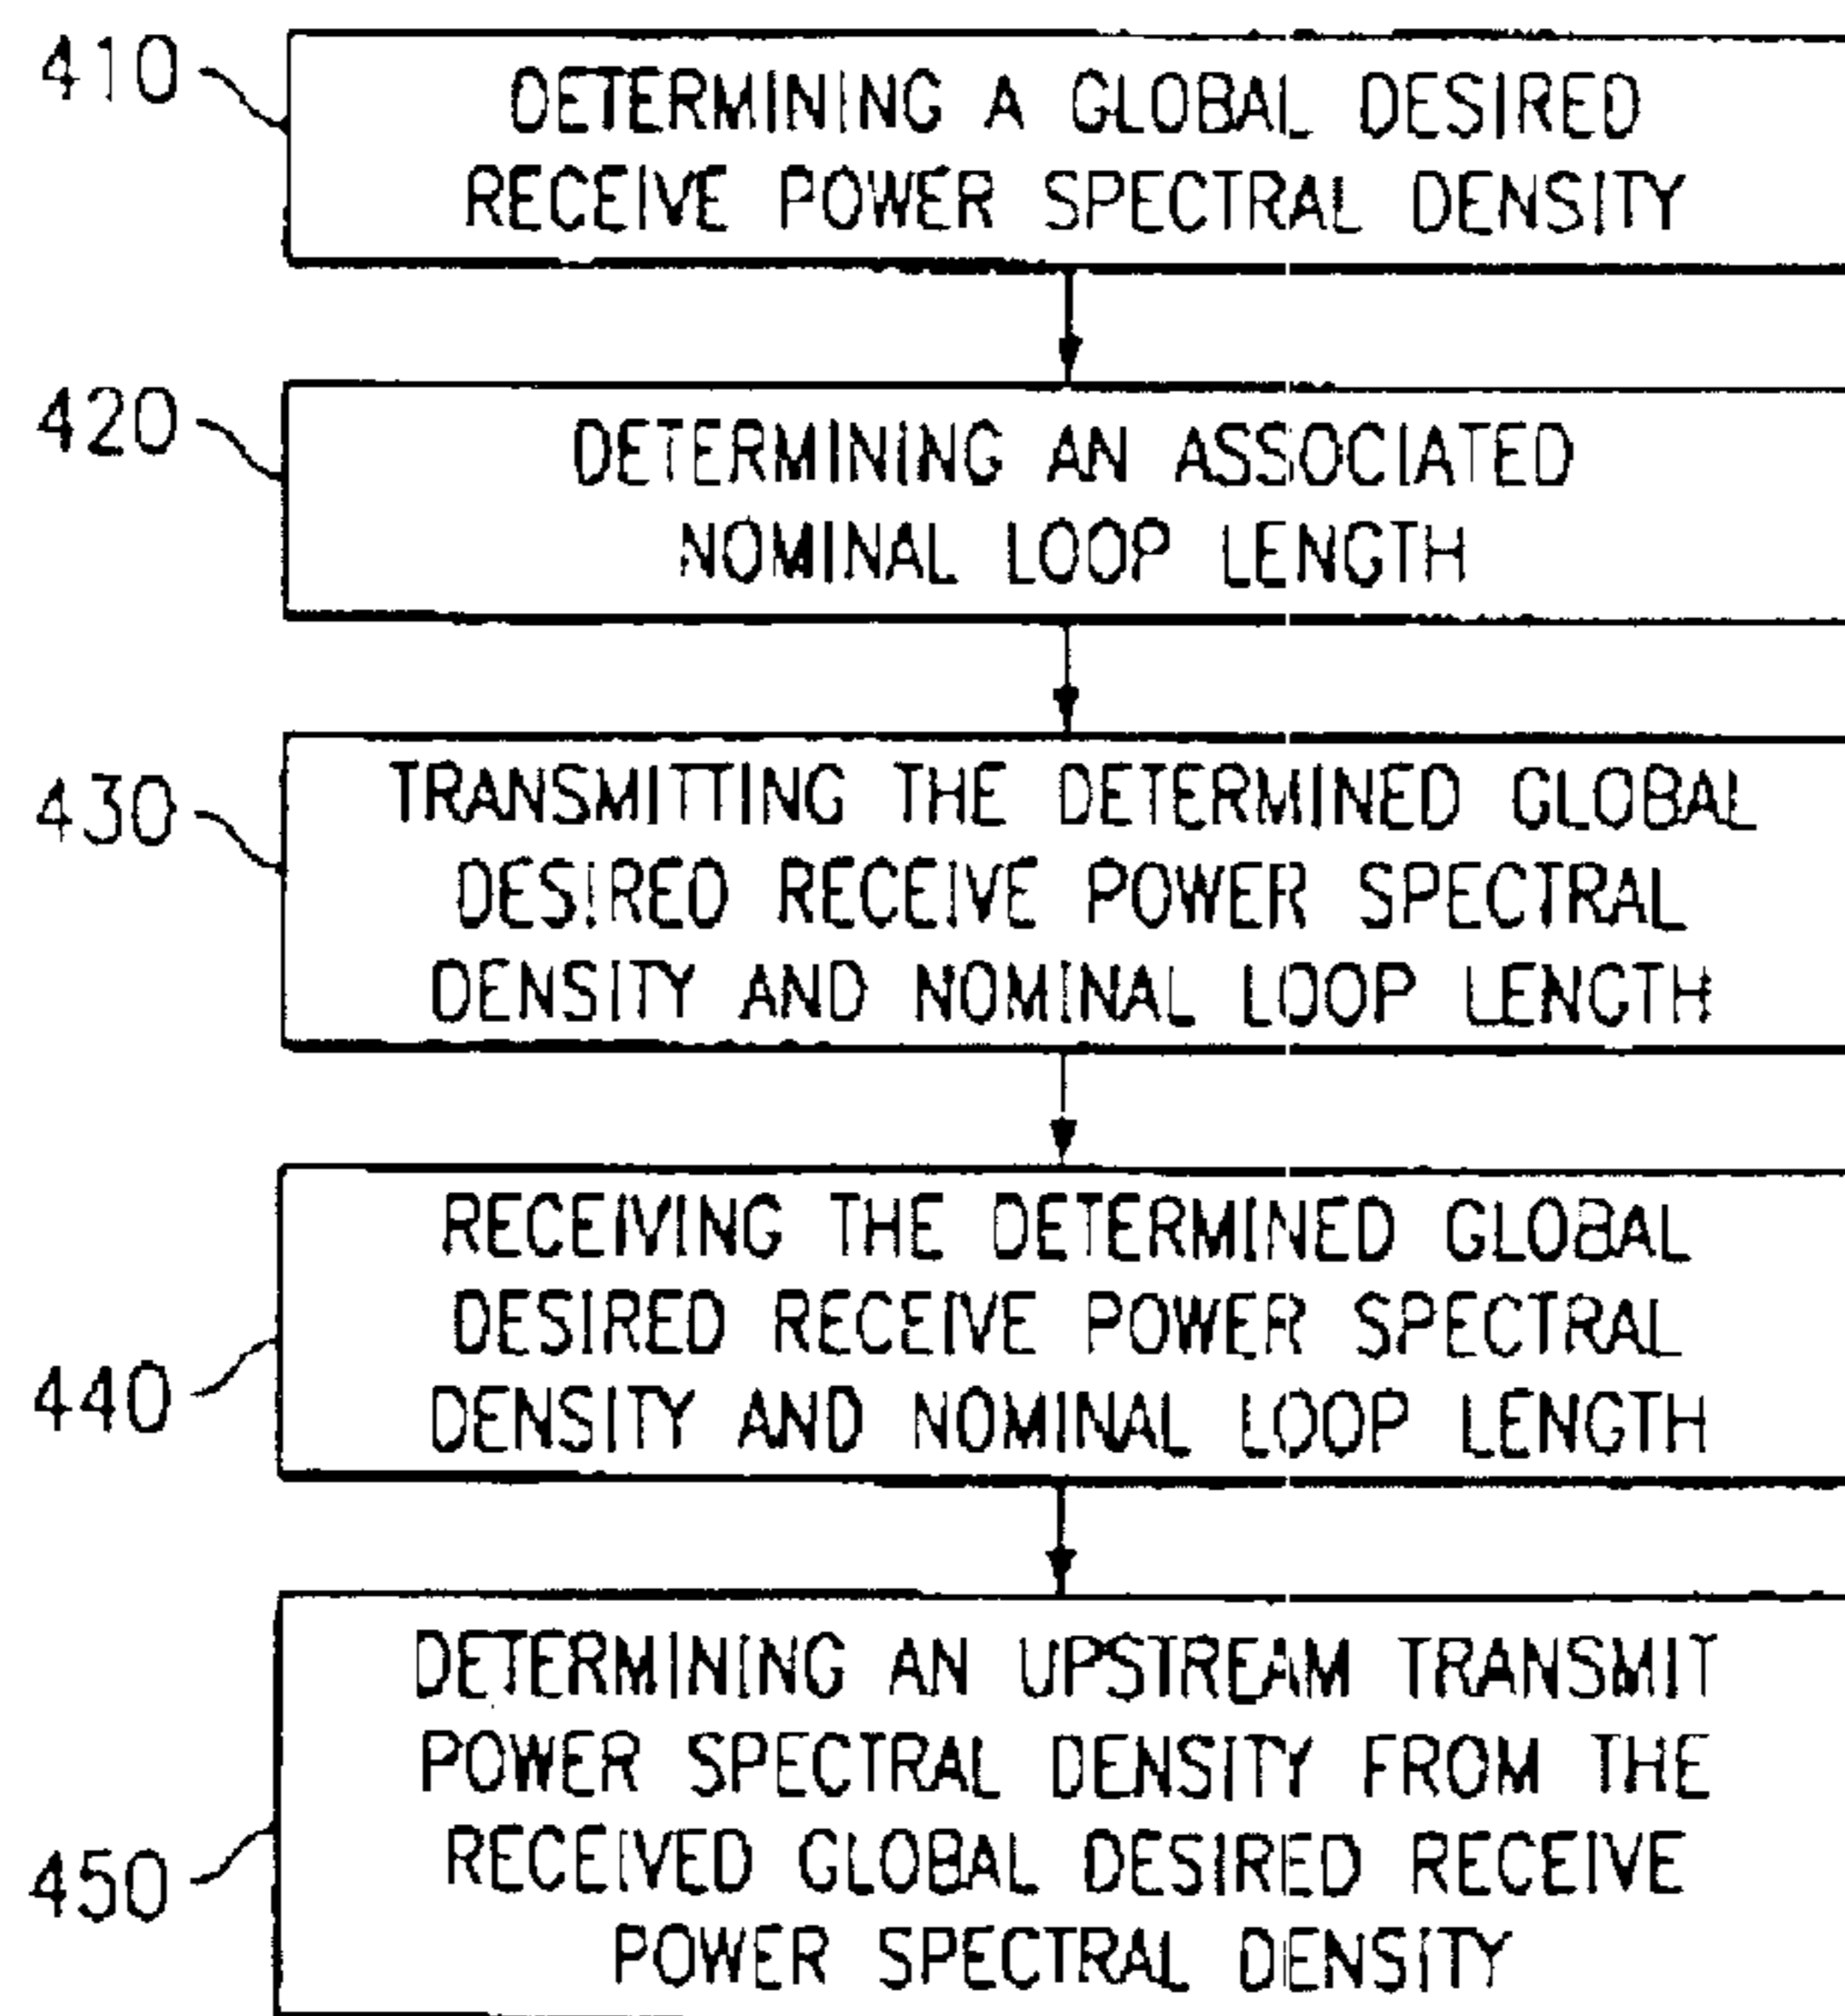 410
DETERMINING A GLOBAL DESIRED
RECEIVE POWER SPECTRAL DENSITY
420
DETERMINING AN ASSOCIATED
NOMINAL LOOP LENGTH
430
TRANSMITTING THE DETERMINED GLOBAL
DESIRED RECEIVE POWER SPECTRAL
DENSITY AND NOMINAL LOOP LENGTH
440
RECEIVING THE DETERMINED GLOBAL
DESIRED RECEIVE POWER SPECTRAL
DENSITY AND NOMINAL LOOP LENGTH
450
DETERMINING AN UPSTREAM TRANSMIT
POWER SPECTRAL DENSITY FROM THE
RECEIVED GLOBAL DESIRED RECEIVE
POWER SPECTRAL DENSITY